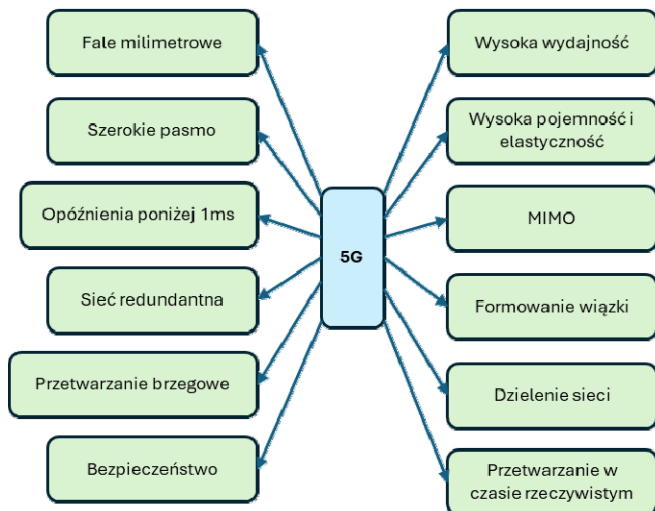 Fale milimetrowe
Szerokie pasmo
Opóźnienia poniżej 1ms
Sieć redundantna
Przetwarzanie brzegowe
Bezpieczeństwo
5G
Wysoka wydajność
Wysoka pojemność i
elastyczność
MIMO
Formowanie wiązki
Dzielenie sieci
Przetwarzanie w
czasie rzeczywistym